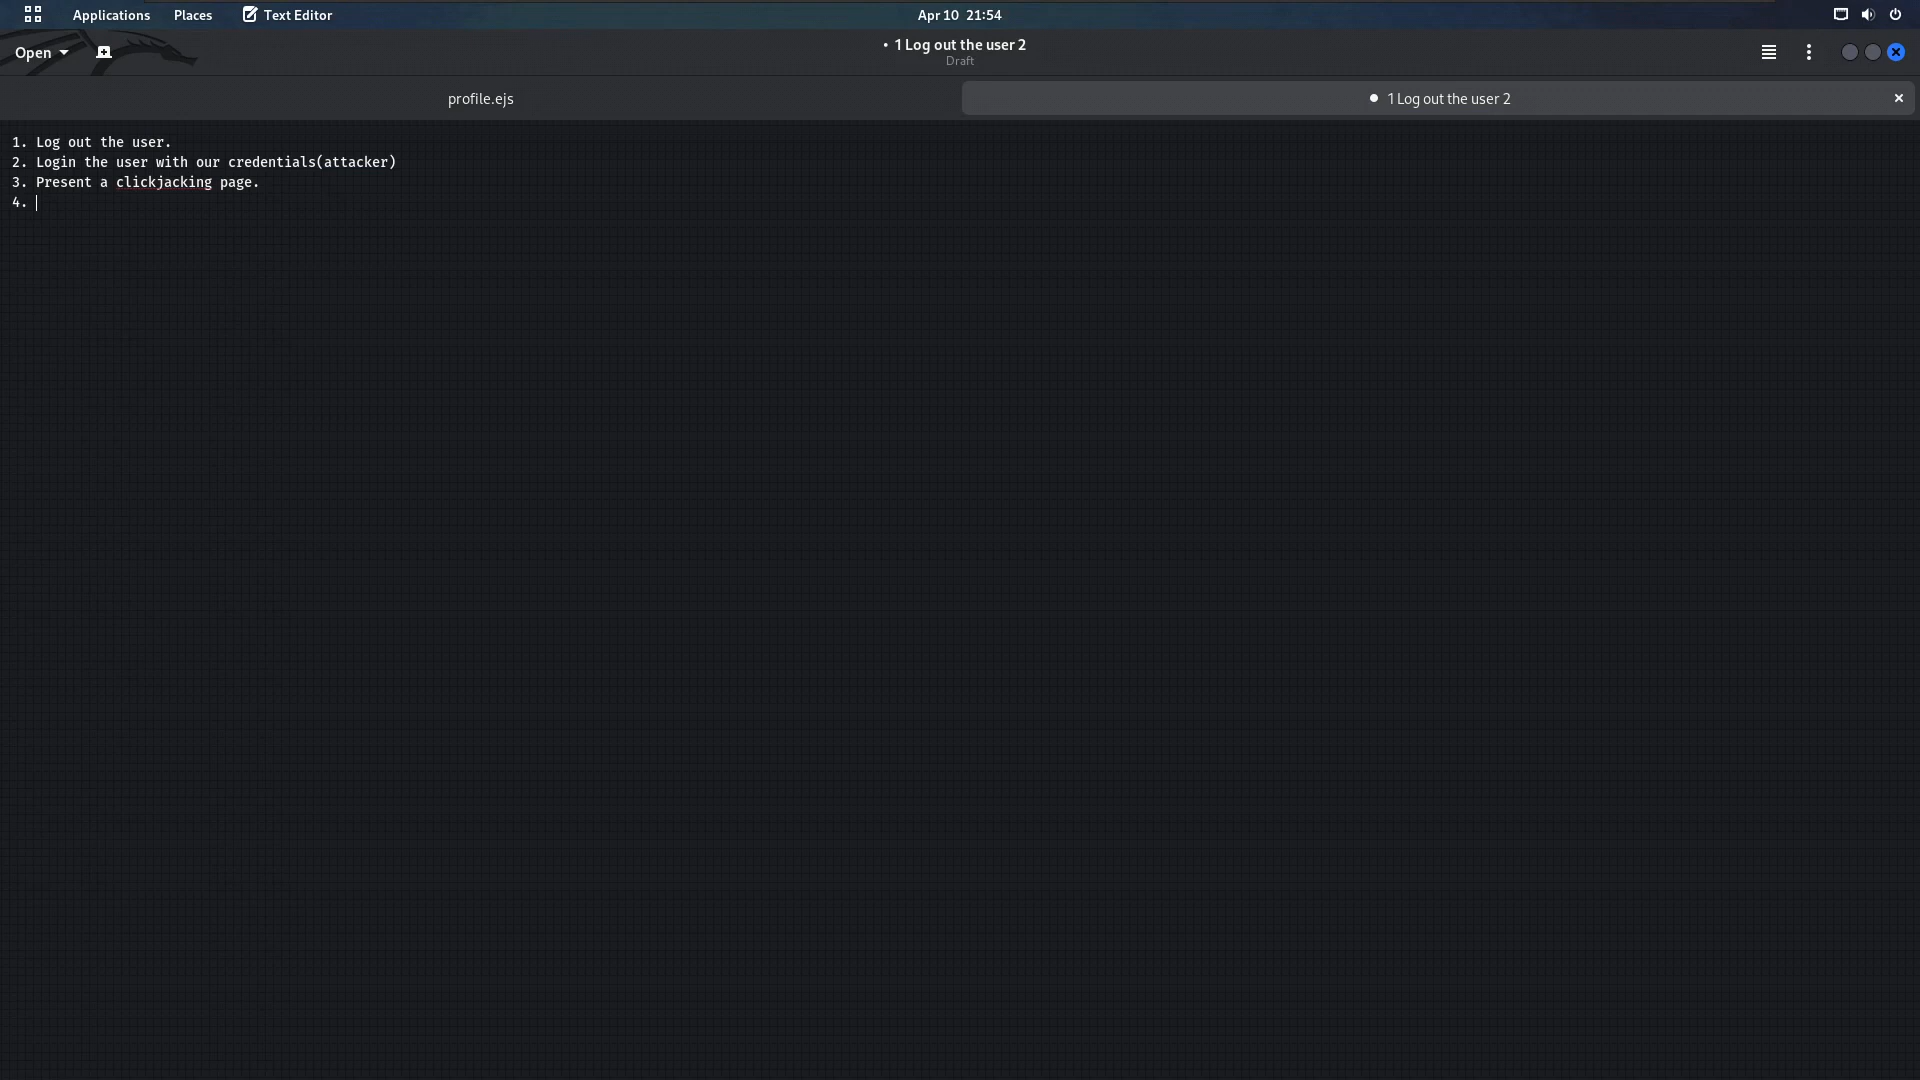 Applications Places Text Editor Apr 10 21:54
Open • 1 Log out the user 2
Draft
profile.ejs 1 Log out the user 2
1. Log out the user.
2. Login the user with our credentials(attacker)
3. Present a clickjacking page.
4.